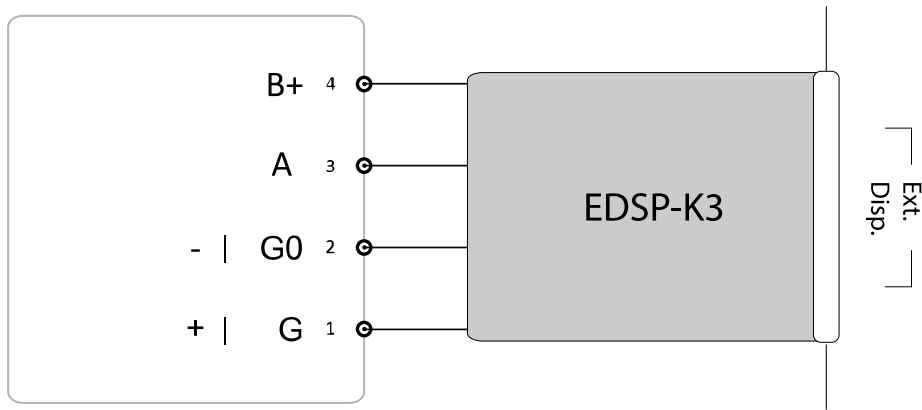 B+ 4
A 3
- | G0 2
+ | G 1
EDSP-K3
Ext.
Disp.